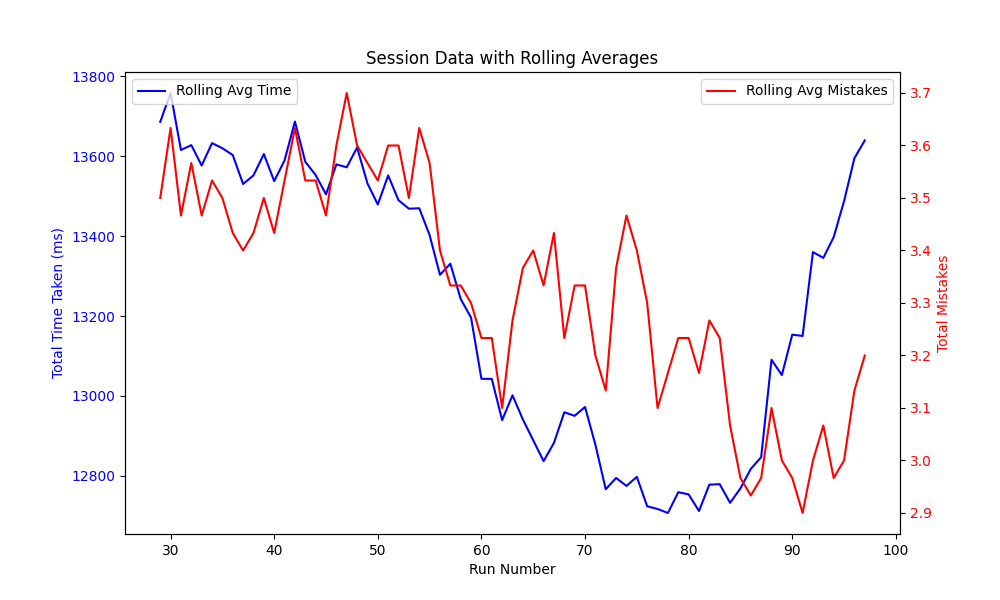 Session Data with Rolling Averages
Rolling Avg Time
Rolling Avg Mistakes
Total Time Taken (ms)
13800
13600
13400
13200
13000
12800
3.7
3.6
3.5
3.4
3.3
3.2
3.1
3.0
2.9
Total Mistakes
30 40 50 60 70 80 90 100
Run Number